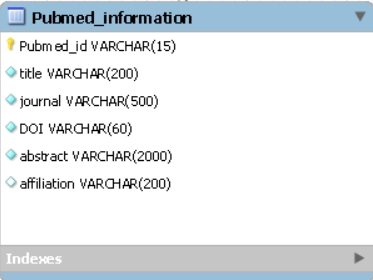 Pubmed_information
Pubmed_id VARCHAR(15)
title VARCHAR(200)
journal VARCHAR(500)
DOI VARCHAR(60)
abstract VARCHAR(2000)
affiliation VARCHAR(200)
Indexes